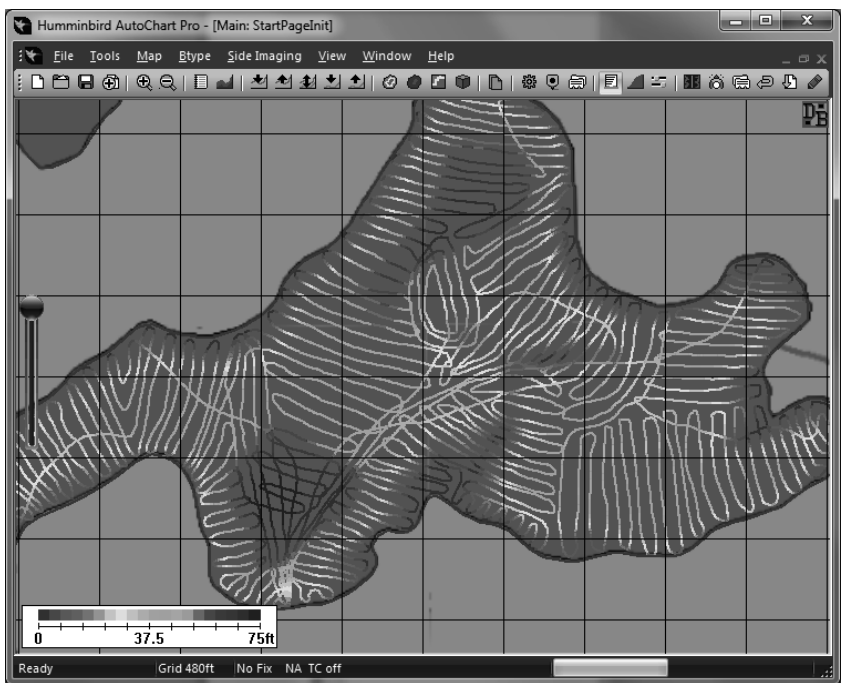 Humminbird AutoChart Pro - [Main: StartPageInit]
File Tools Map Btype Side Imaging View Window Help
DB
0 37.5 75ft
Ready Grid 480ft No Fix NA TC off